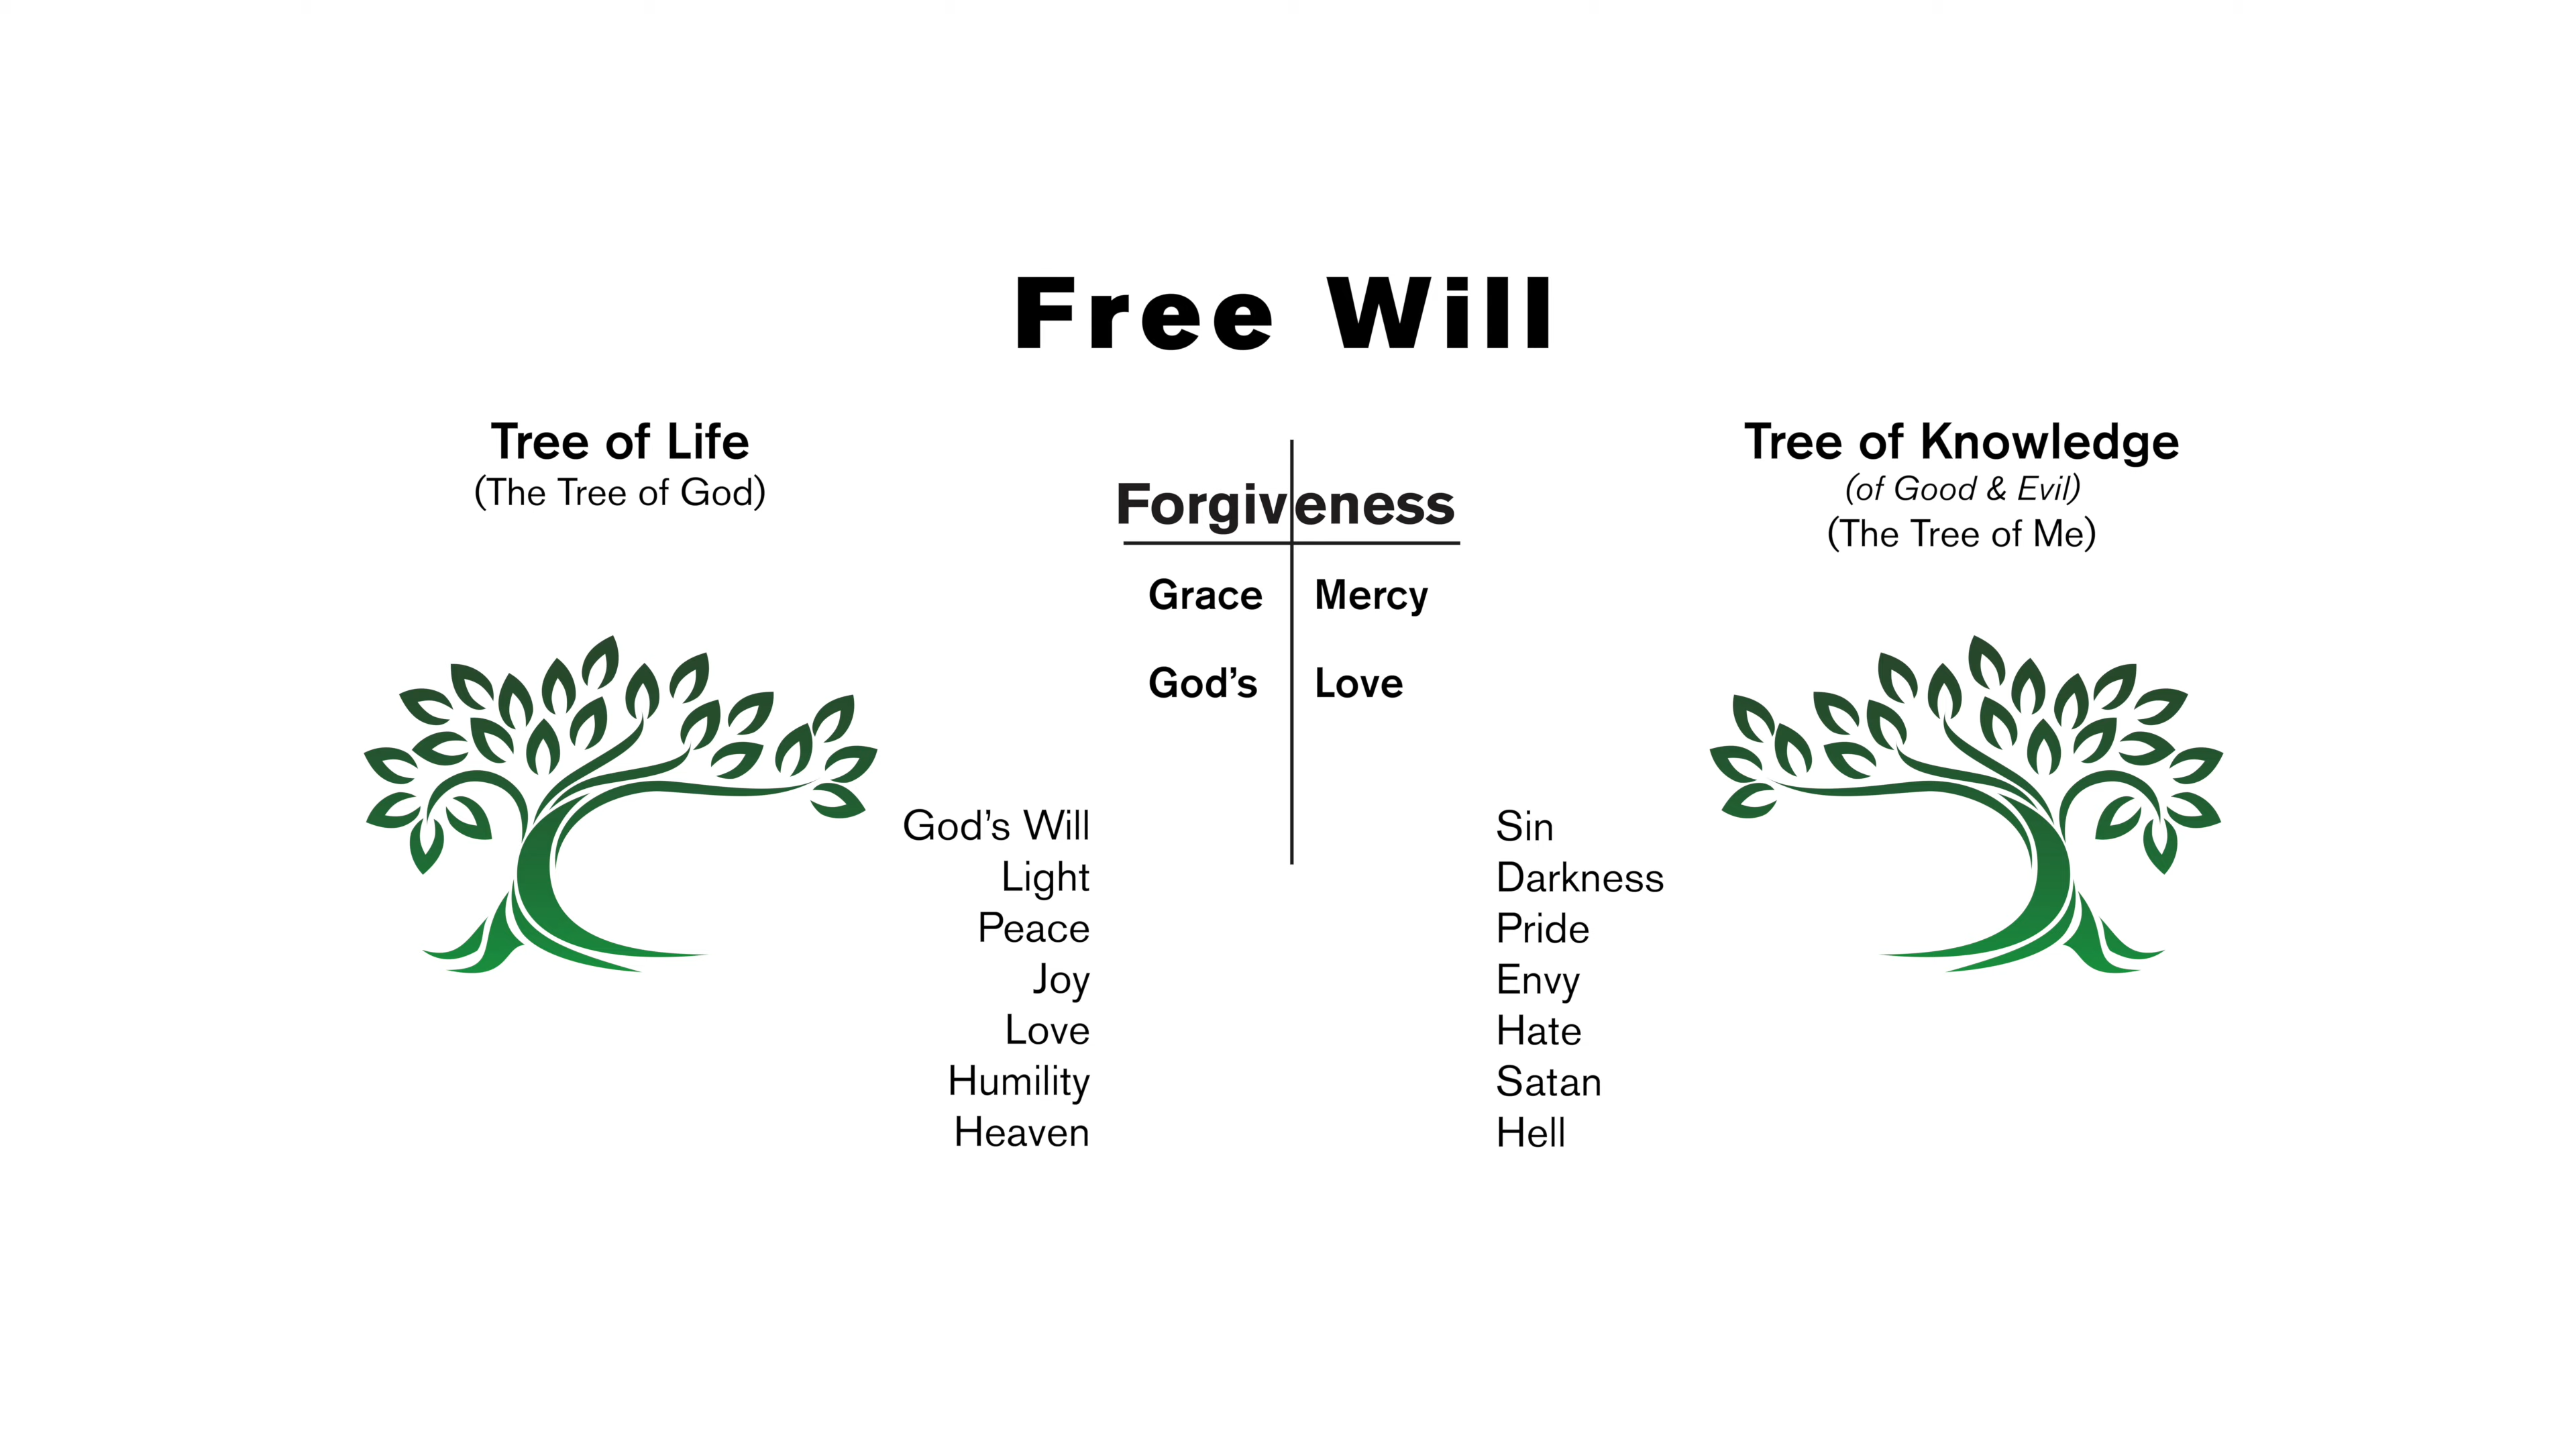 Free Will
Tree of Life
(The Tree of God)
Forgiveness
Grace Mercy
God’s Love
Tree of Knowledge
(of Good & Evil)
(The Tree of Me)
God’s Will
Light
Peace
Joy
Love
Humility
Heaven
Sin
Darkness
Pride
Envy
Hate
Satan
Hell